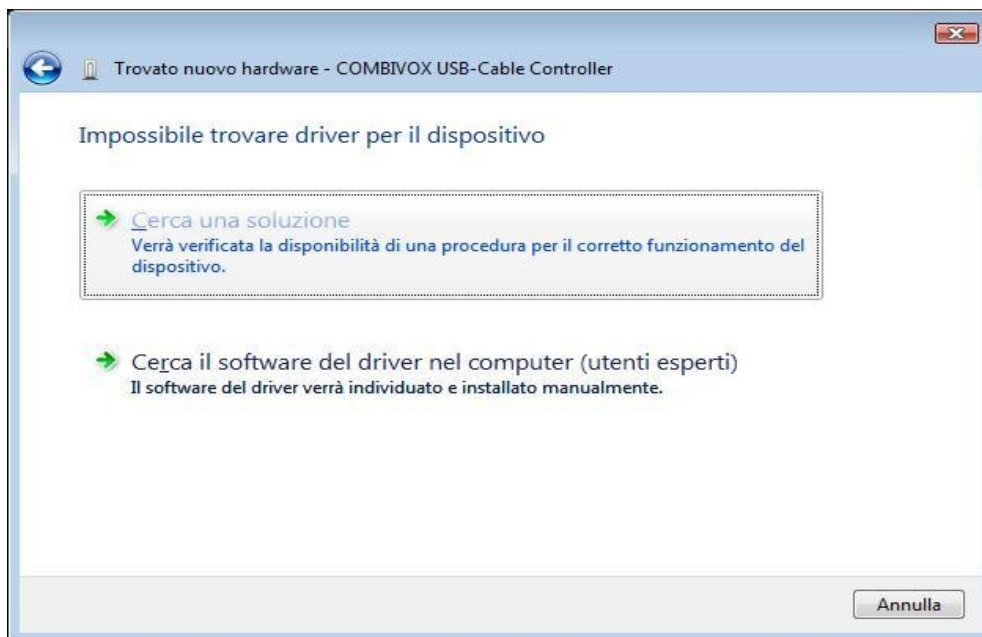 Trovato nuovo hardware - COMBIVOX USB-Cable Controller
Impossibile trovare driver per il dispositivo
Cerca una soluzione
Verrà verificata la disponibilità di una procedura per il corretto funzionamento del
dispositivo.
Cerca il software del driver nel computer (utenti esperti)
Il software del driver verrà individuato e installato manualmente.
Annulla